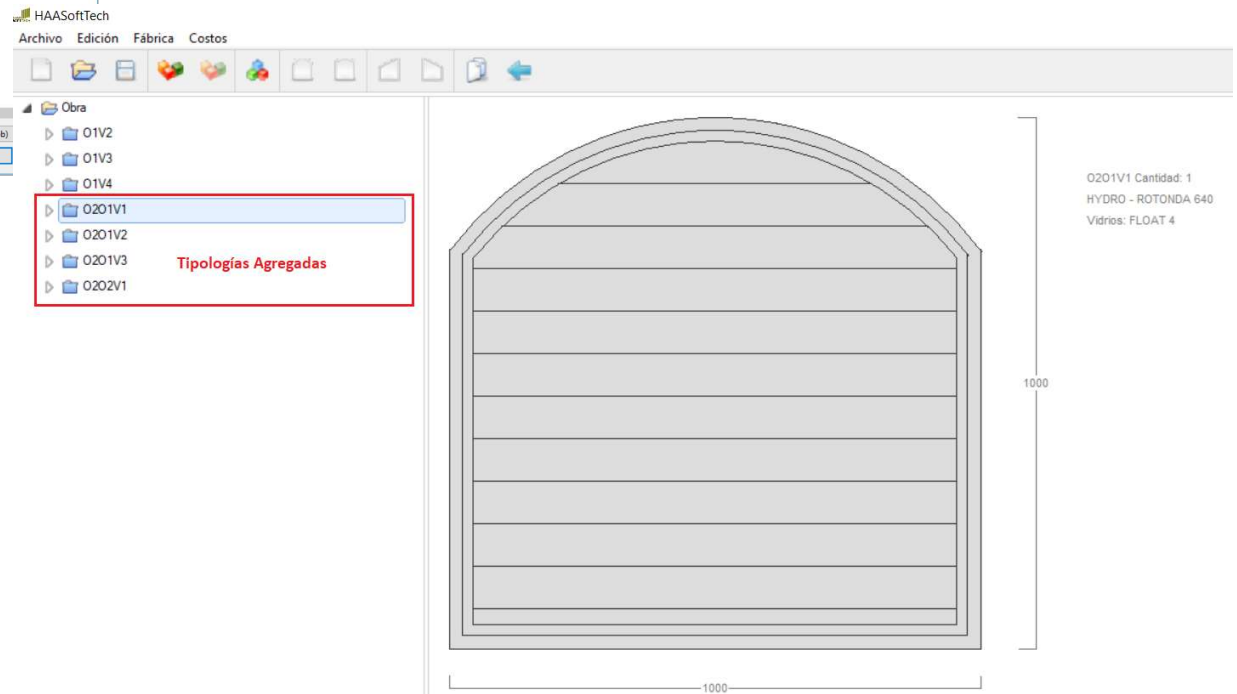 HAASoftTech
Archivo Edición Fábrica Costos
b)
Obra
O1V2
O1V3
O1V4
O2O1V1
O2O1V2
O2O1V3
O2O2V1
Tipologías Agregadas
O2O1V1 Cantidad: 1
HYDRO - ROTONDA 640
Vidrios: FLOAT 4
1000
1000